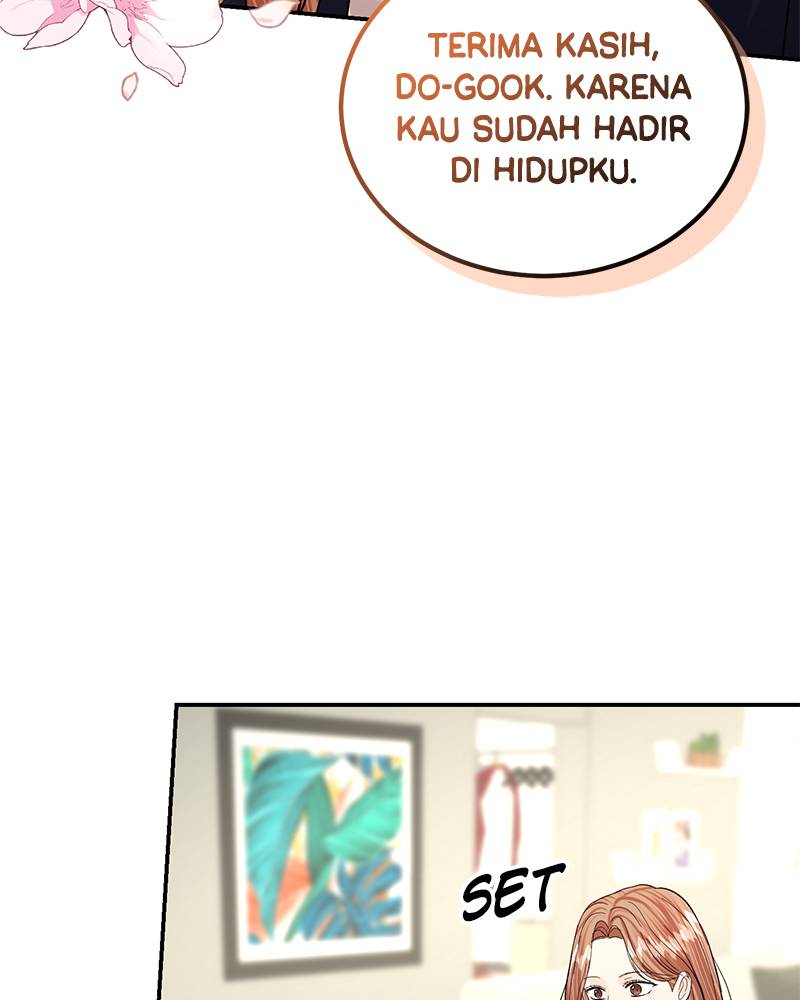 TERIMA KASIH,
DO-GOOK. KARENA
KAU SUDAH HADIR
DI HIDUPKU.
SET